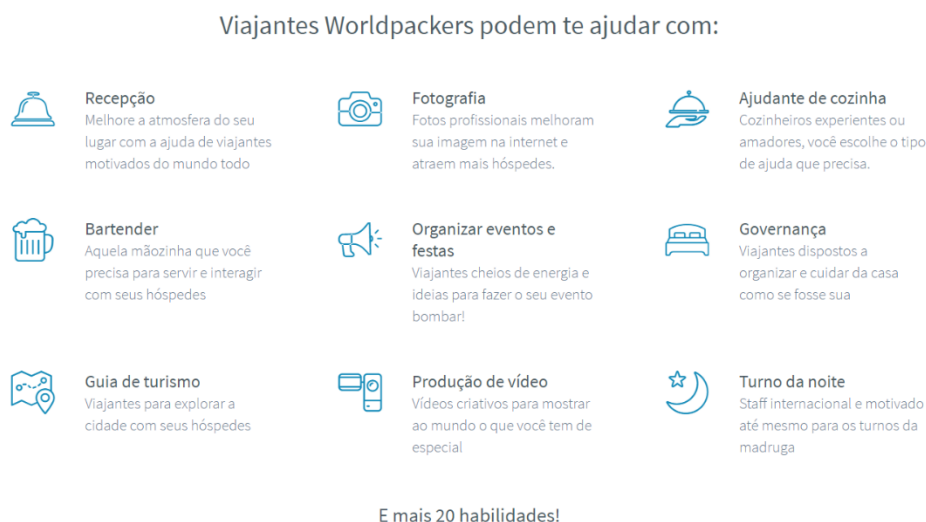 Viajantes Worldpackers podem te ajudar com:
Recepção
Melhore a atmosfera do seu
lugar com a ajuda de viajantes
motivados do mundo todo
Fotografia
Fotos profissionais melhoram
sua imagem na internet e
atraem mais hóspedes.
Ajudante de cozinha
Cozinheiros experientes ou
amadores, você escolhe o tipo
de ajuda que precisa.
Bartender
Aquela mãozinha que você
precisa para servir e interagir
com seus hóspedes
Organizar eventos e
festas
Viajantes cheios de energia e
ideias para fazer o seu evento
bombar!
Governança
Viajantes dispostos a
organizar e cuidar da casa
como se fosse sua
Guia de turismo
Viajantes para explorar a
cidade com seus hóspedes
Produção de vídeo
Vídeos criativos para mostrar
ao mundo o que você tem de
especial
Turno da noite
Staff internacional e motivado
até mesmo para os turnos da
madruga
E mais 20 habilidades!